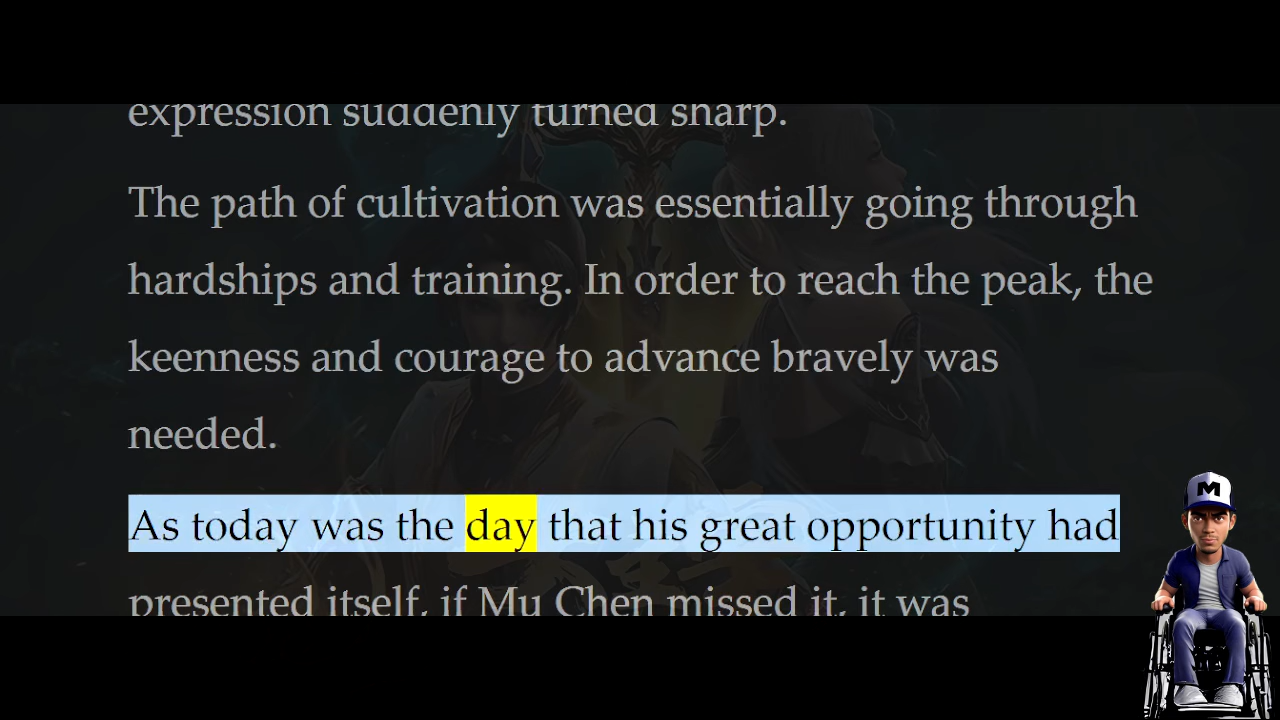 expression suddenly turned sharp.
The path of cultivation was essentially going through
hardships and training. In order to reach the peak, the
keenness and courage to advance bravely was
needed.
As today was the day that his great opportunity had
presented itself, if Mu Chen missed it, it was
M
M